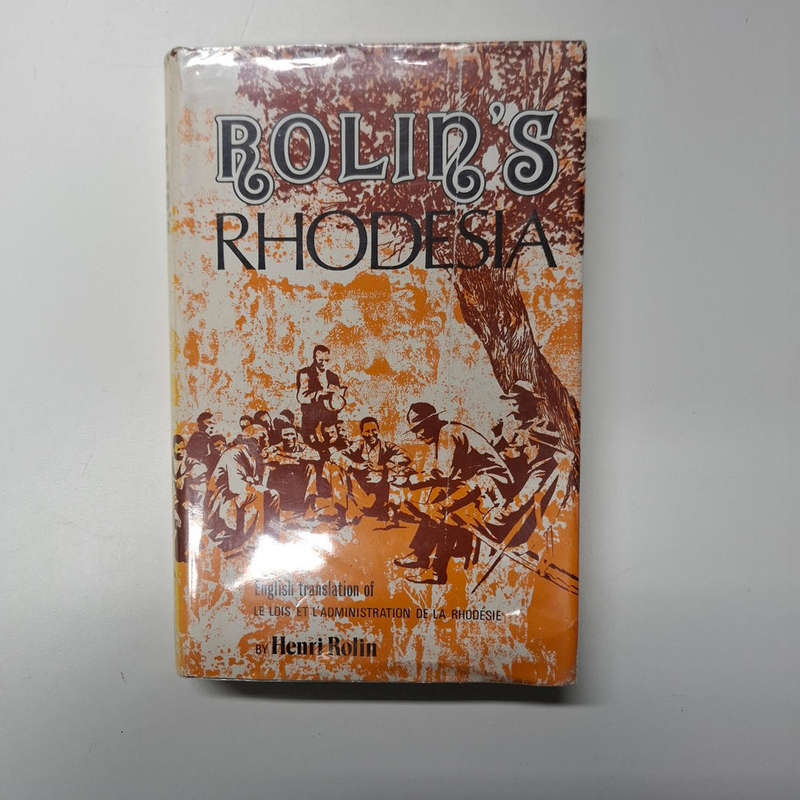 ROLIN'S
RHODESIA
English translation of
LE LOIS ET L'ADMINISTRATION DE LA RHODÉSIE
BY Henri Rolin